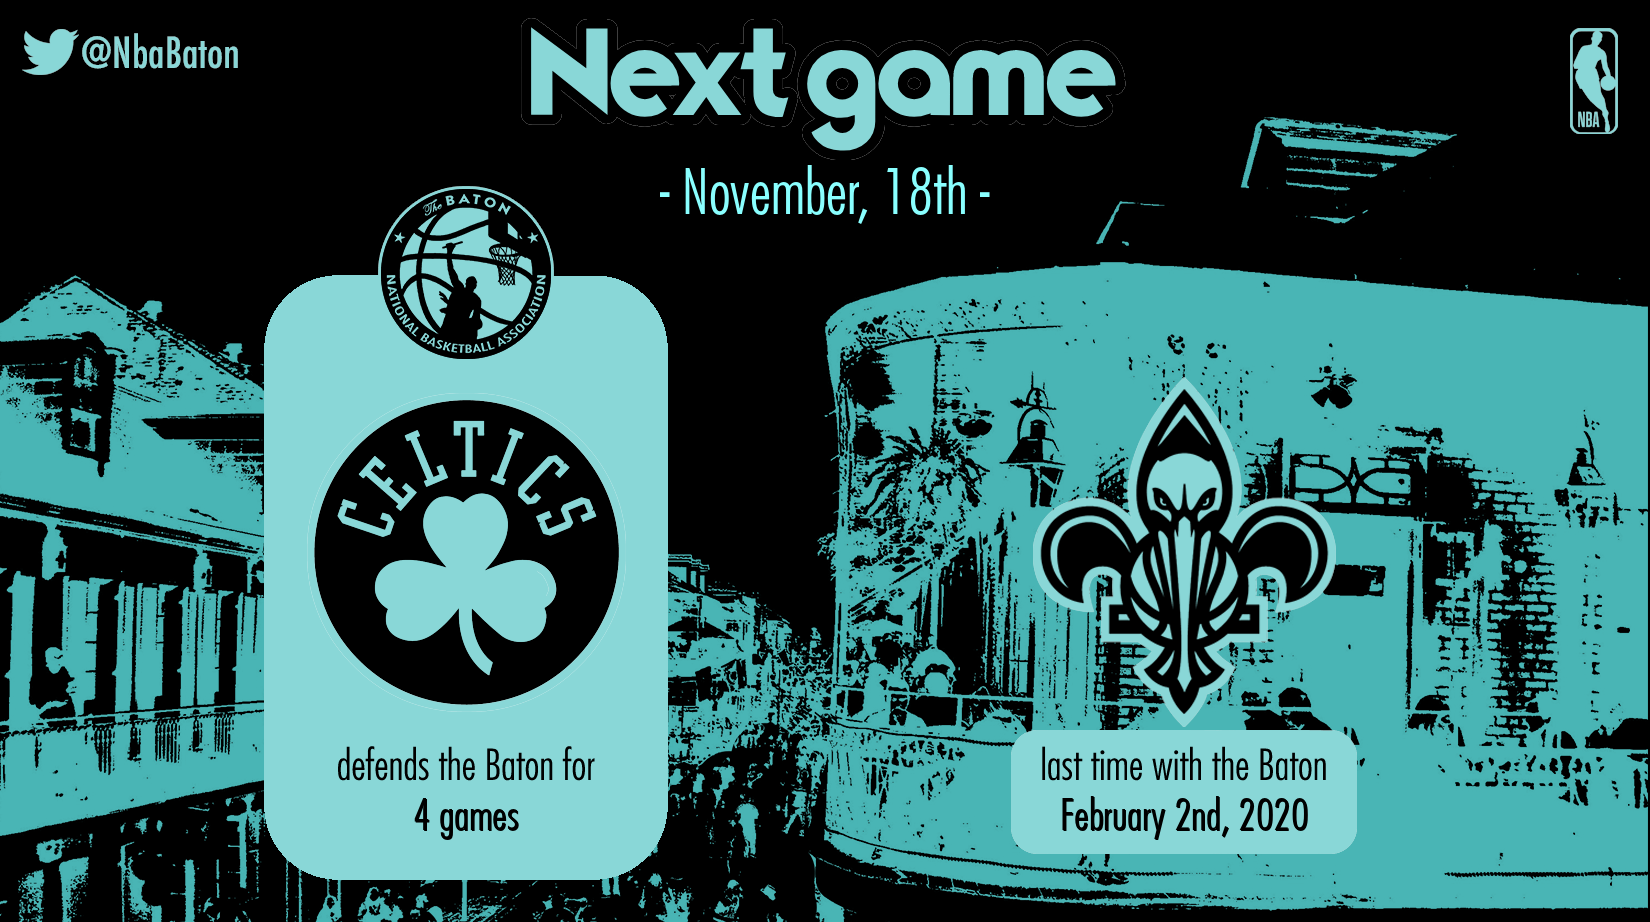 @NbaBaton
Next game
NBA
- November, 18th -
The BATON
NATIONAL BASKETBALL ASSOCIATION
CELTICS
defends the Baton for
4 games
last time with the Baton
February 2nd, 2020